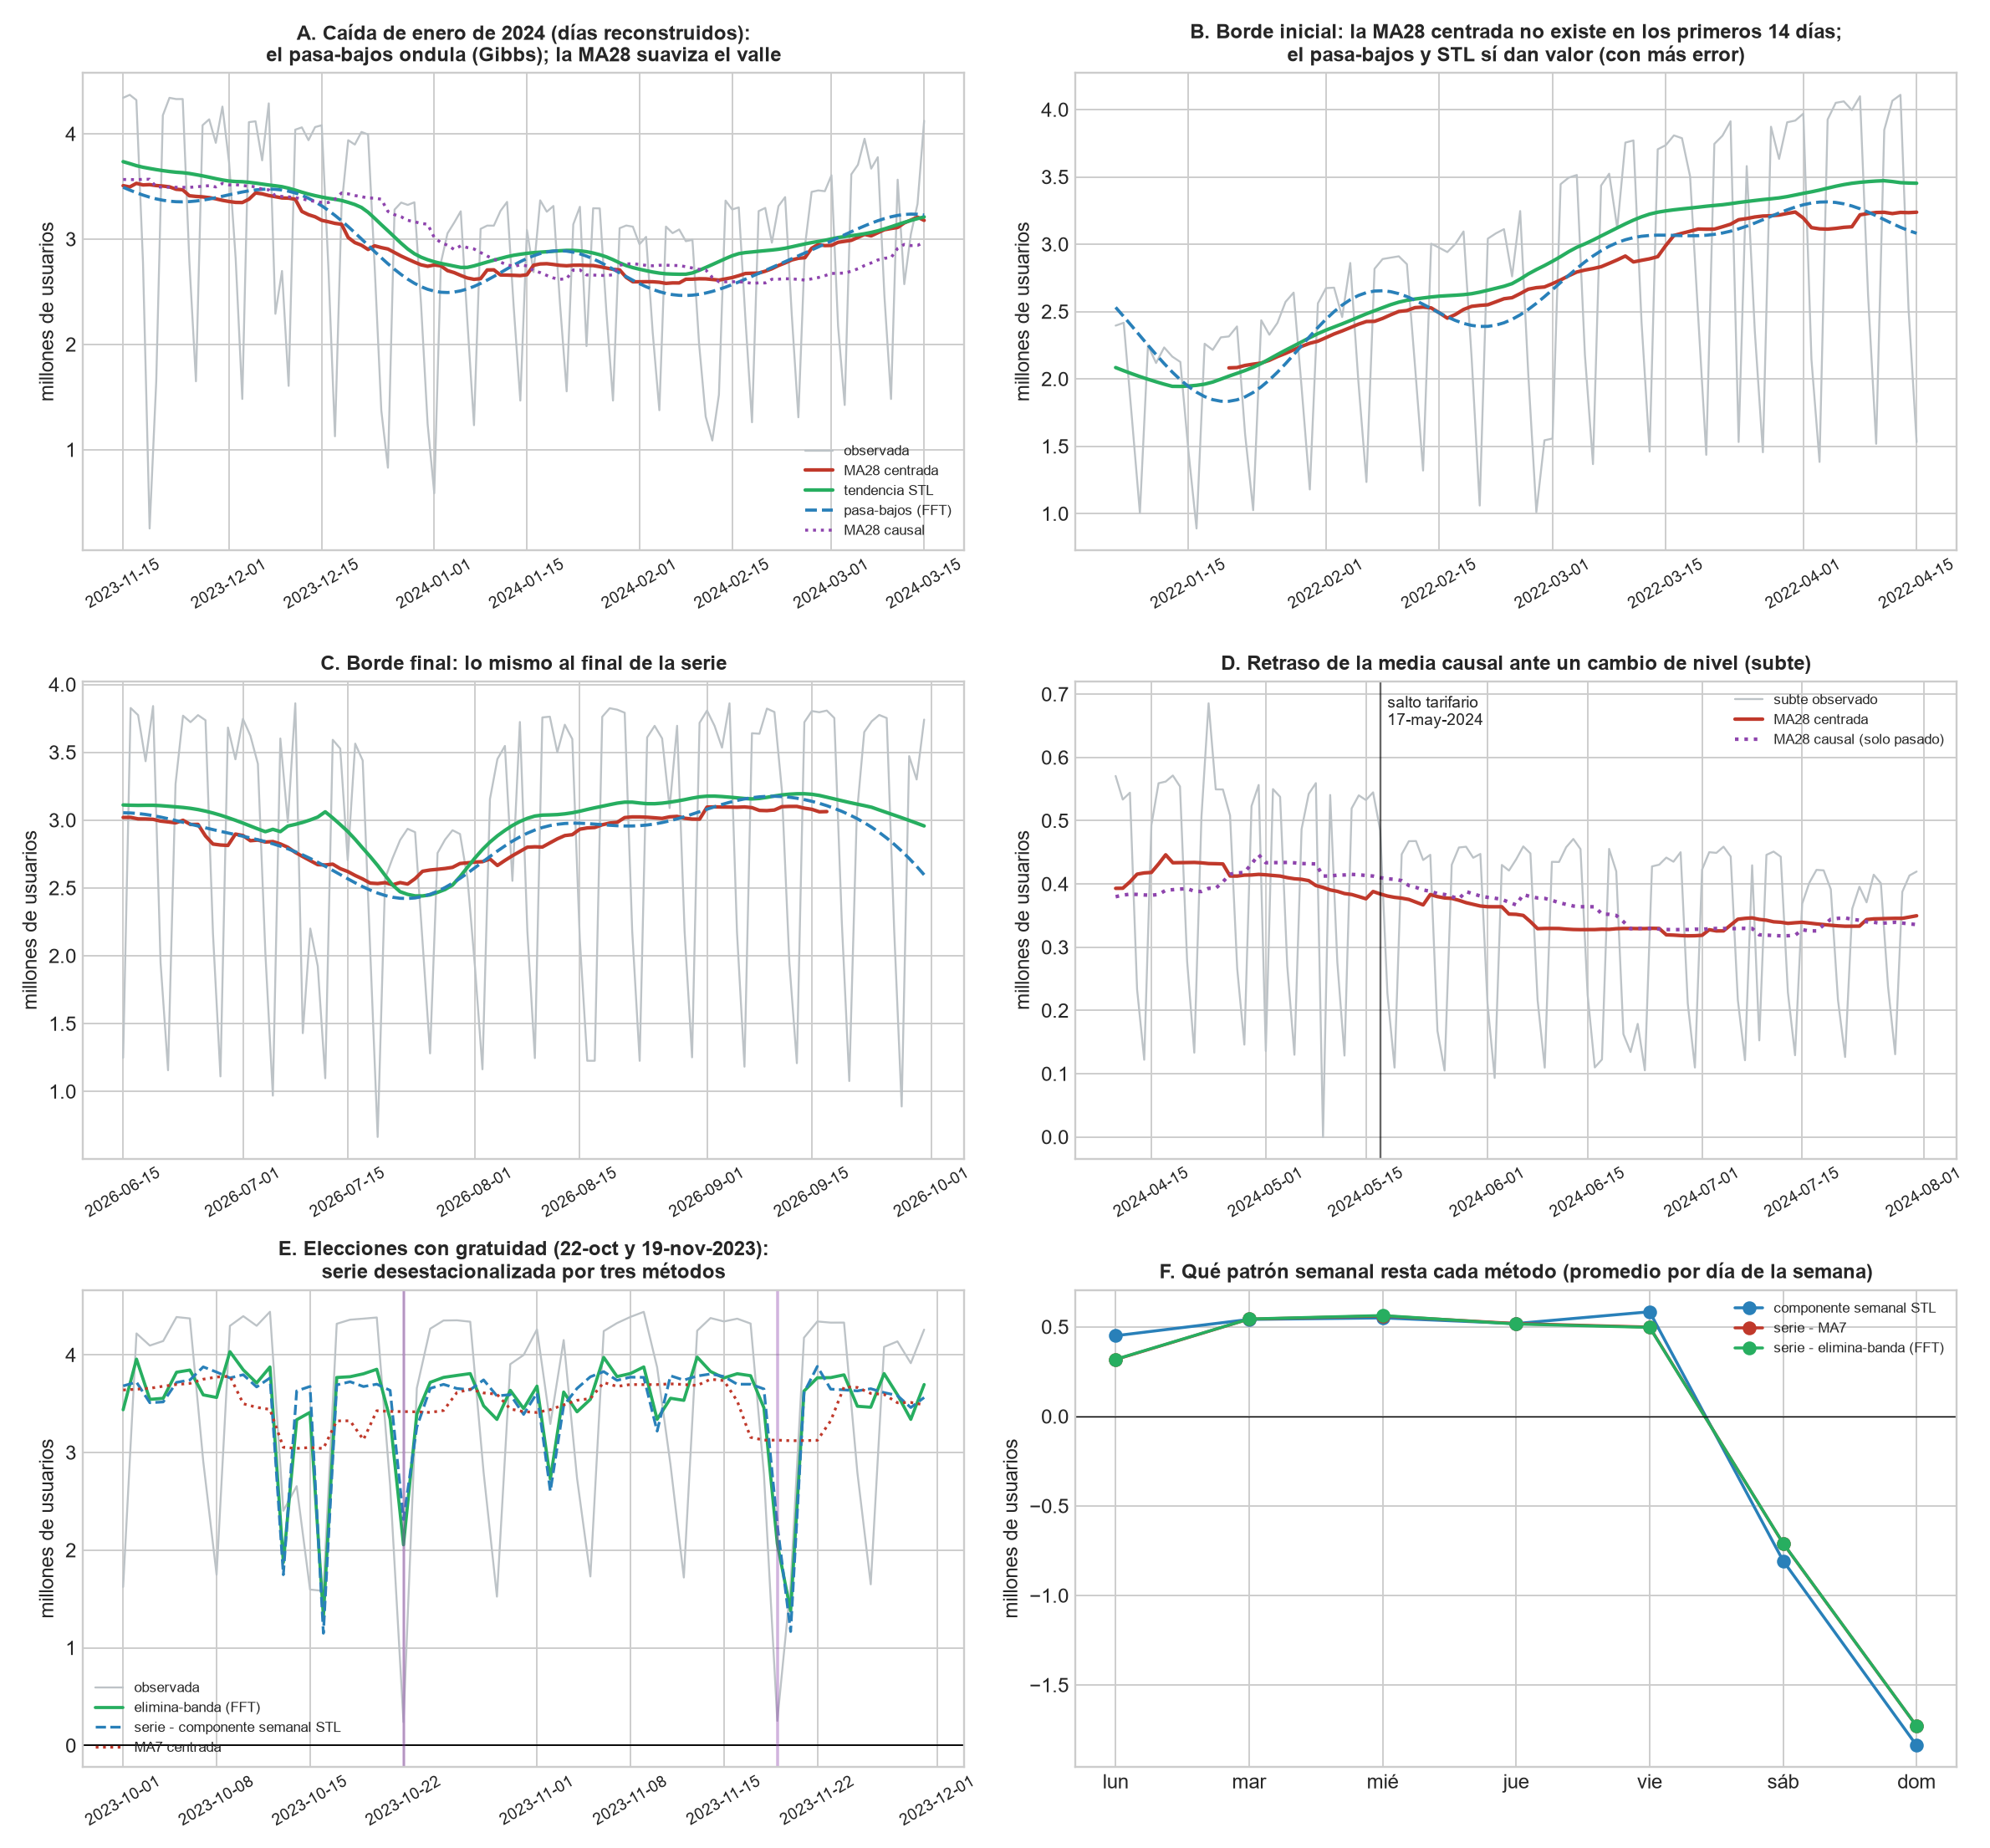 A. Caída de enero de 2024 (días reconstruidos):
el pasa-bajos ondula (Gibbs); la MA28 suaviza el valle
millones de usuarios
4
3
2
1
observada
MA28 centrada
tendencia STL
pasa-bajos (FFT)
MA28 causal
2023-11-15
2023-12-01
2023-12-15
2024-01-01
2024-01-15
2024-02-01
2024-02-15
2024-03-01
2024-03-15
B. Borde inicial: la MA28 centrada no existe en los primeros 14 días;
el pasa-bajos y STL sí dan valor (con más error)
millones de usuarios
4.0
3.5
3.0
2.5
2.0
1.5
1.0
2022-01-15
2022-02-01
2022-02-15
2022-03-01
2022-03-15
2022-04-01
2022-04-15
C. Borde final: lo mismo al final de la serie
millones de usuarios
4.0
3.5
3.0
2.5
2.0
1.5
1.0
2026-06-15
2026-07-01
2026-07-15
2026-08-01
2026-08-15
2026-09-01
2026-09-15
2026-10-01
D. Retraso de la media causal ante un cambio de nivel (subte)
millones de usuarios
0.7
0.6
0.5
0.4
0.3
0.2
0.1
0.0
salto tarifario
17-may-2024
subte observado
MA28 centrada
MA28 causal (solo pasado)
2024-04-15
2024-05-01
2024-05-15
2024-06-01
2024-06-15
2024-07-01
2024-07-15
2024-08-01
E. Elecciones con gratuidad (22-oct y 19-nov-2023):
serie desestacionalizada por tres métodos
millones de usuarios
4
3
2
1
0
observada
elimina-banda (FFT)
serie - componente semanal STL
MA7 centrada
2023-10-01
2023-10-08
2023-10-15
2023-10-22
2023-11-01
2023-11-08
2023-11-15
2023-11-22
2023-12-01
F. Qué patrón semanal resta cada método (promedio por día de la semana)
millones de usuarios
0.5
0.0
−0.5
−1.0
−1.5
componente semanal STL
serie - MA7
serie - elimina-banda (FFT)
lun
mar
mié
jue
vie
sáb
dom